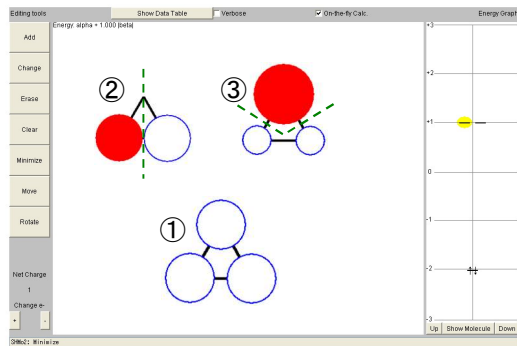 Editing tools Show Data Table Verbose On-the-fly Calc. Energy Graph
Energy: alpha + 1.000 |beta|
Add
Change
Erase
Clear
Minimize
Move
Rotate
Net Charge
1
Change e-
+ -
②
③
①
+3
+2
+1
0
-1
-2
-3
Up Show Molecule Down
SHMo2: Minimize